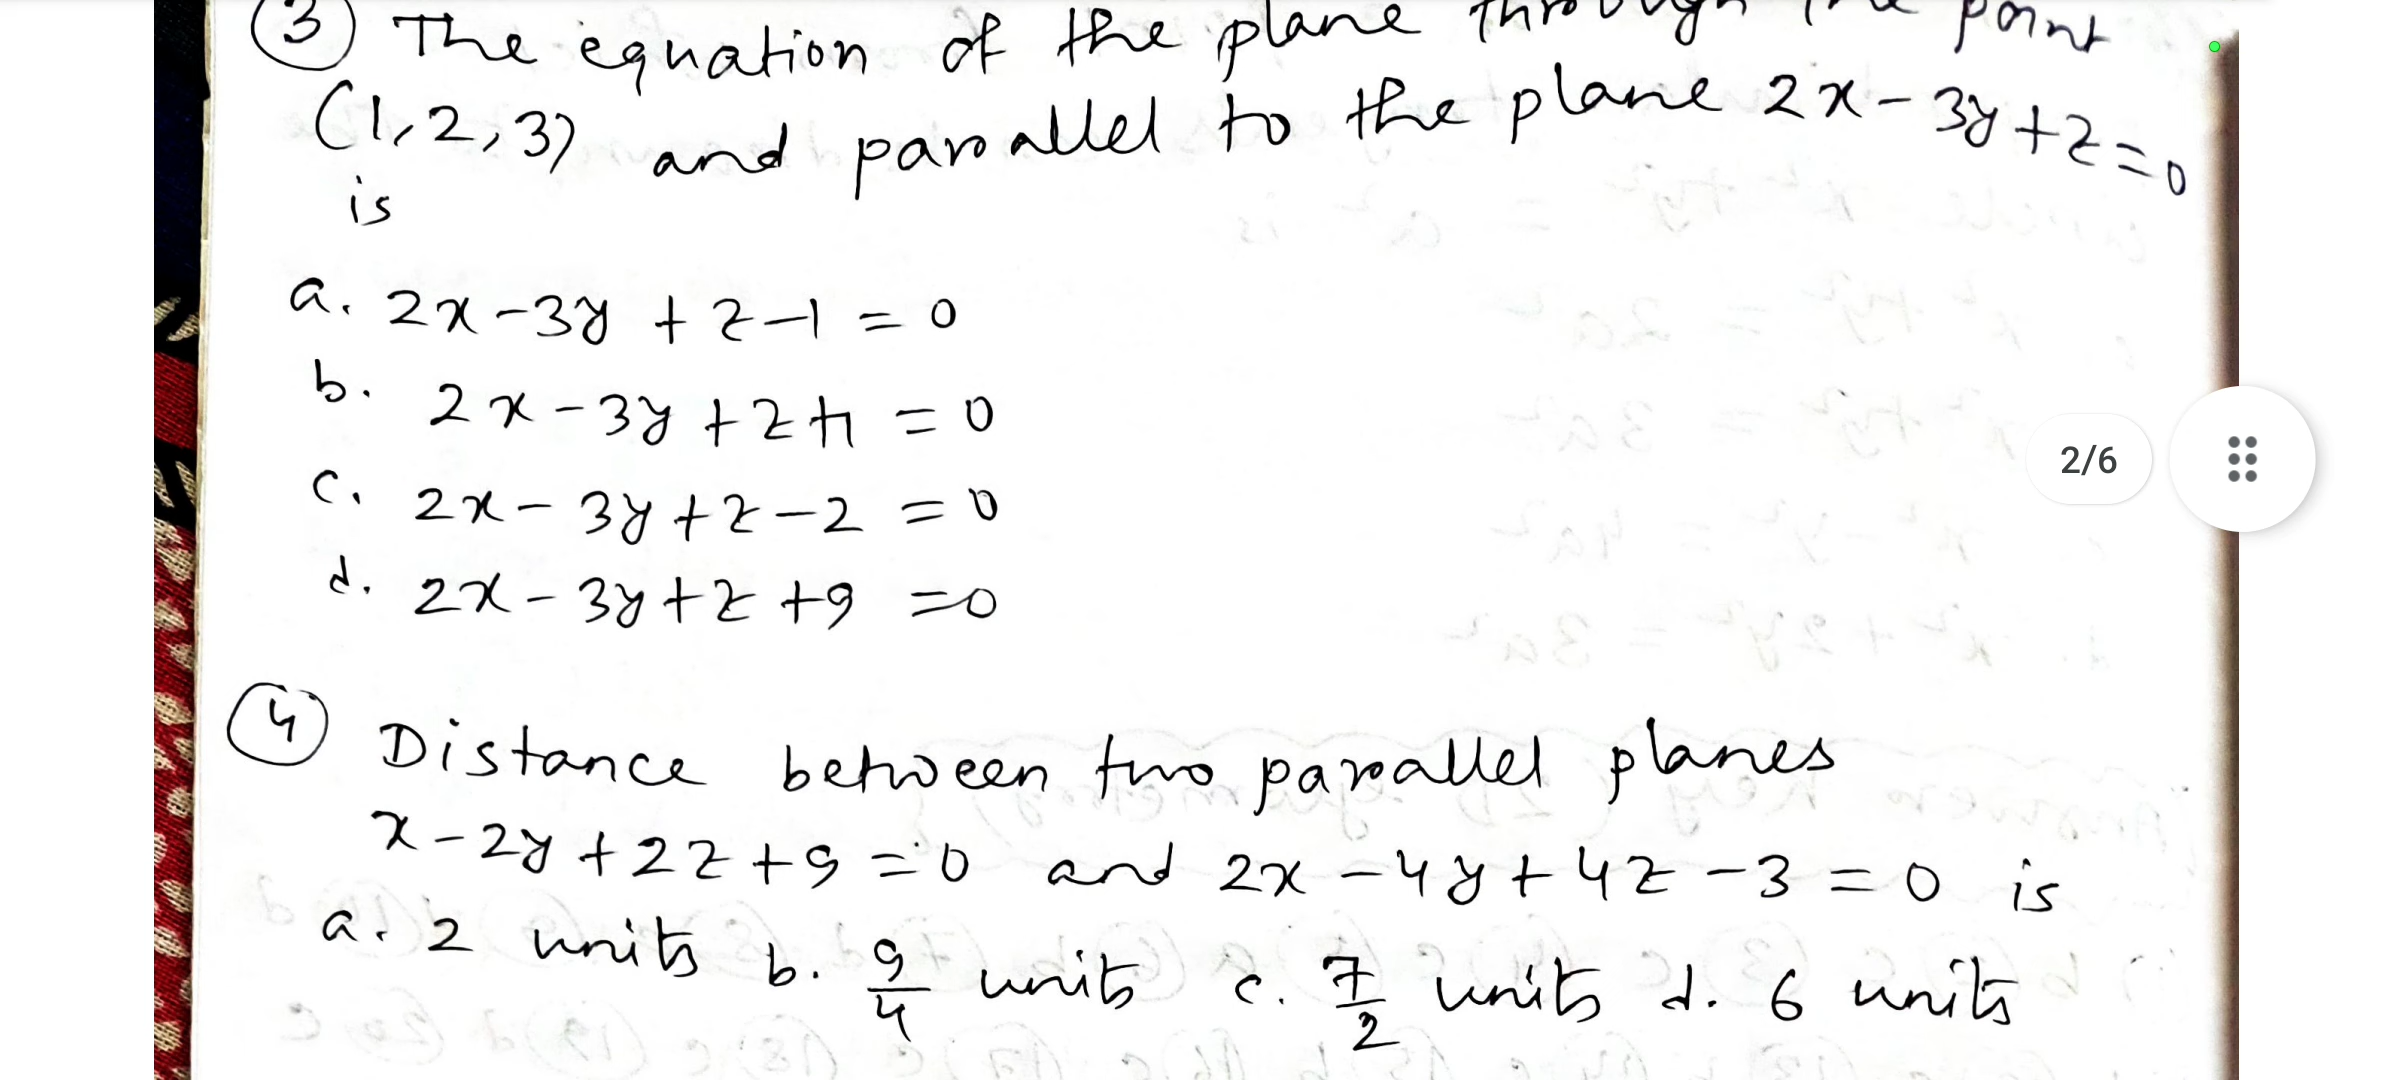 3 The equation of the plane through the point
(1, 2, 3) and parallel to the plane 2x - 3y + z = 0
is
a. 2x - 3y + z - 1 = 0
b. 2x - 3y + z + 1 = 0
c. 2x - 3y + z - 2 = 0
d. 2x - 3y + z + 9 = 0
2/6
4 Distance between two parallel planes
x - 2y + 2z + 9 = 0 and 2x - 4y + 4z - 3 = 0 is
a. 2 units b. 9/4 units c. 7/2 units d. 6 units